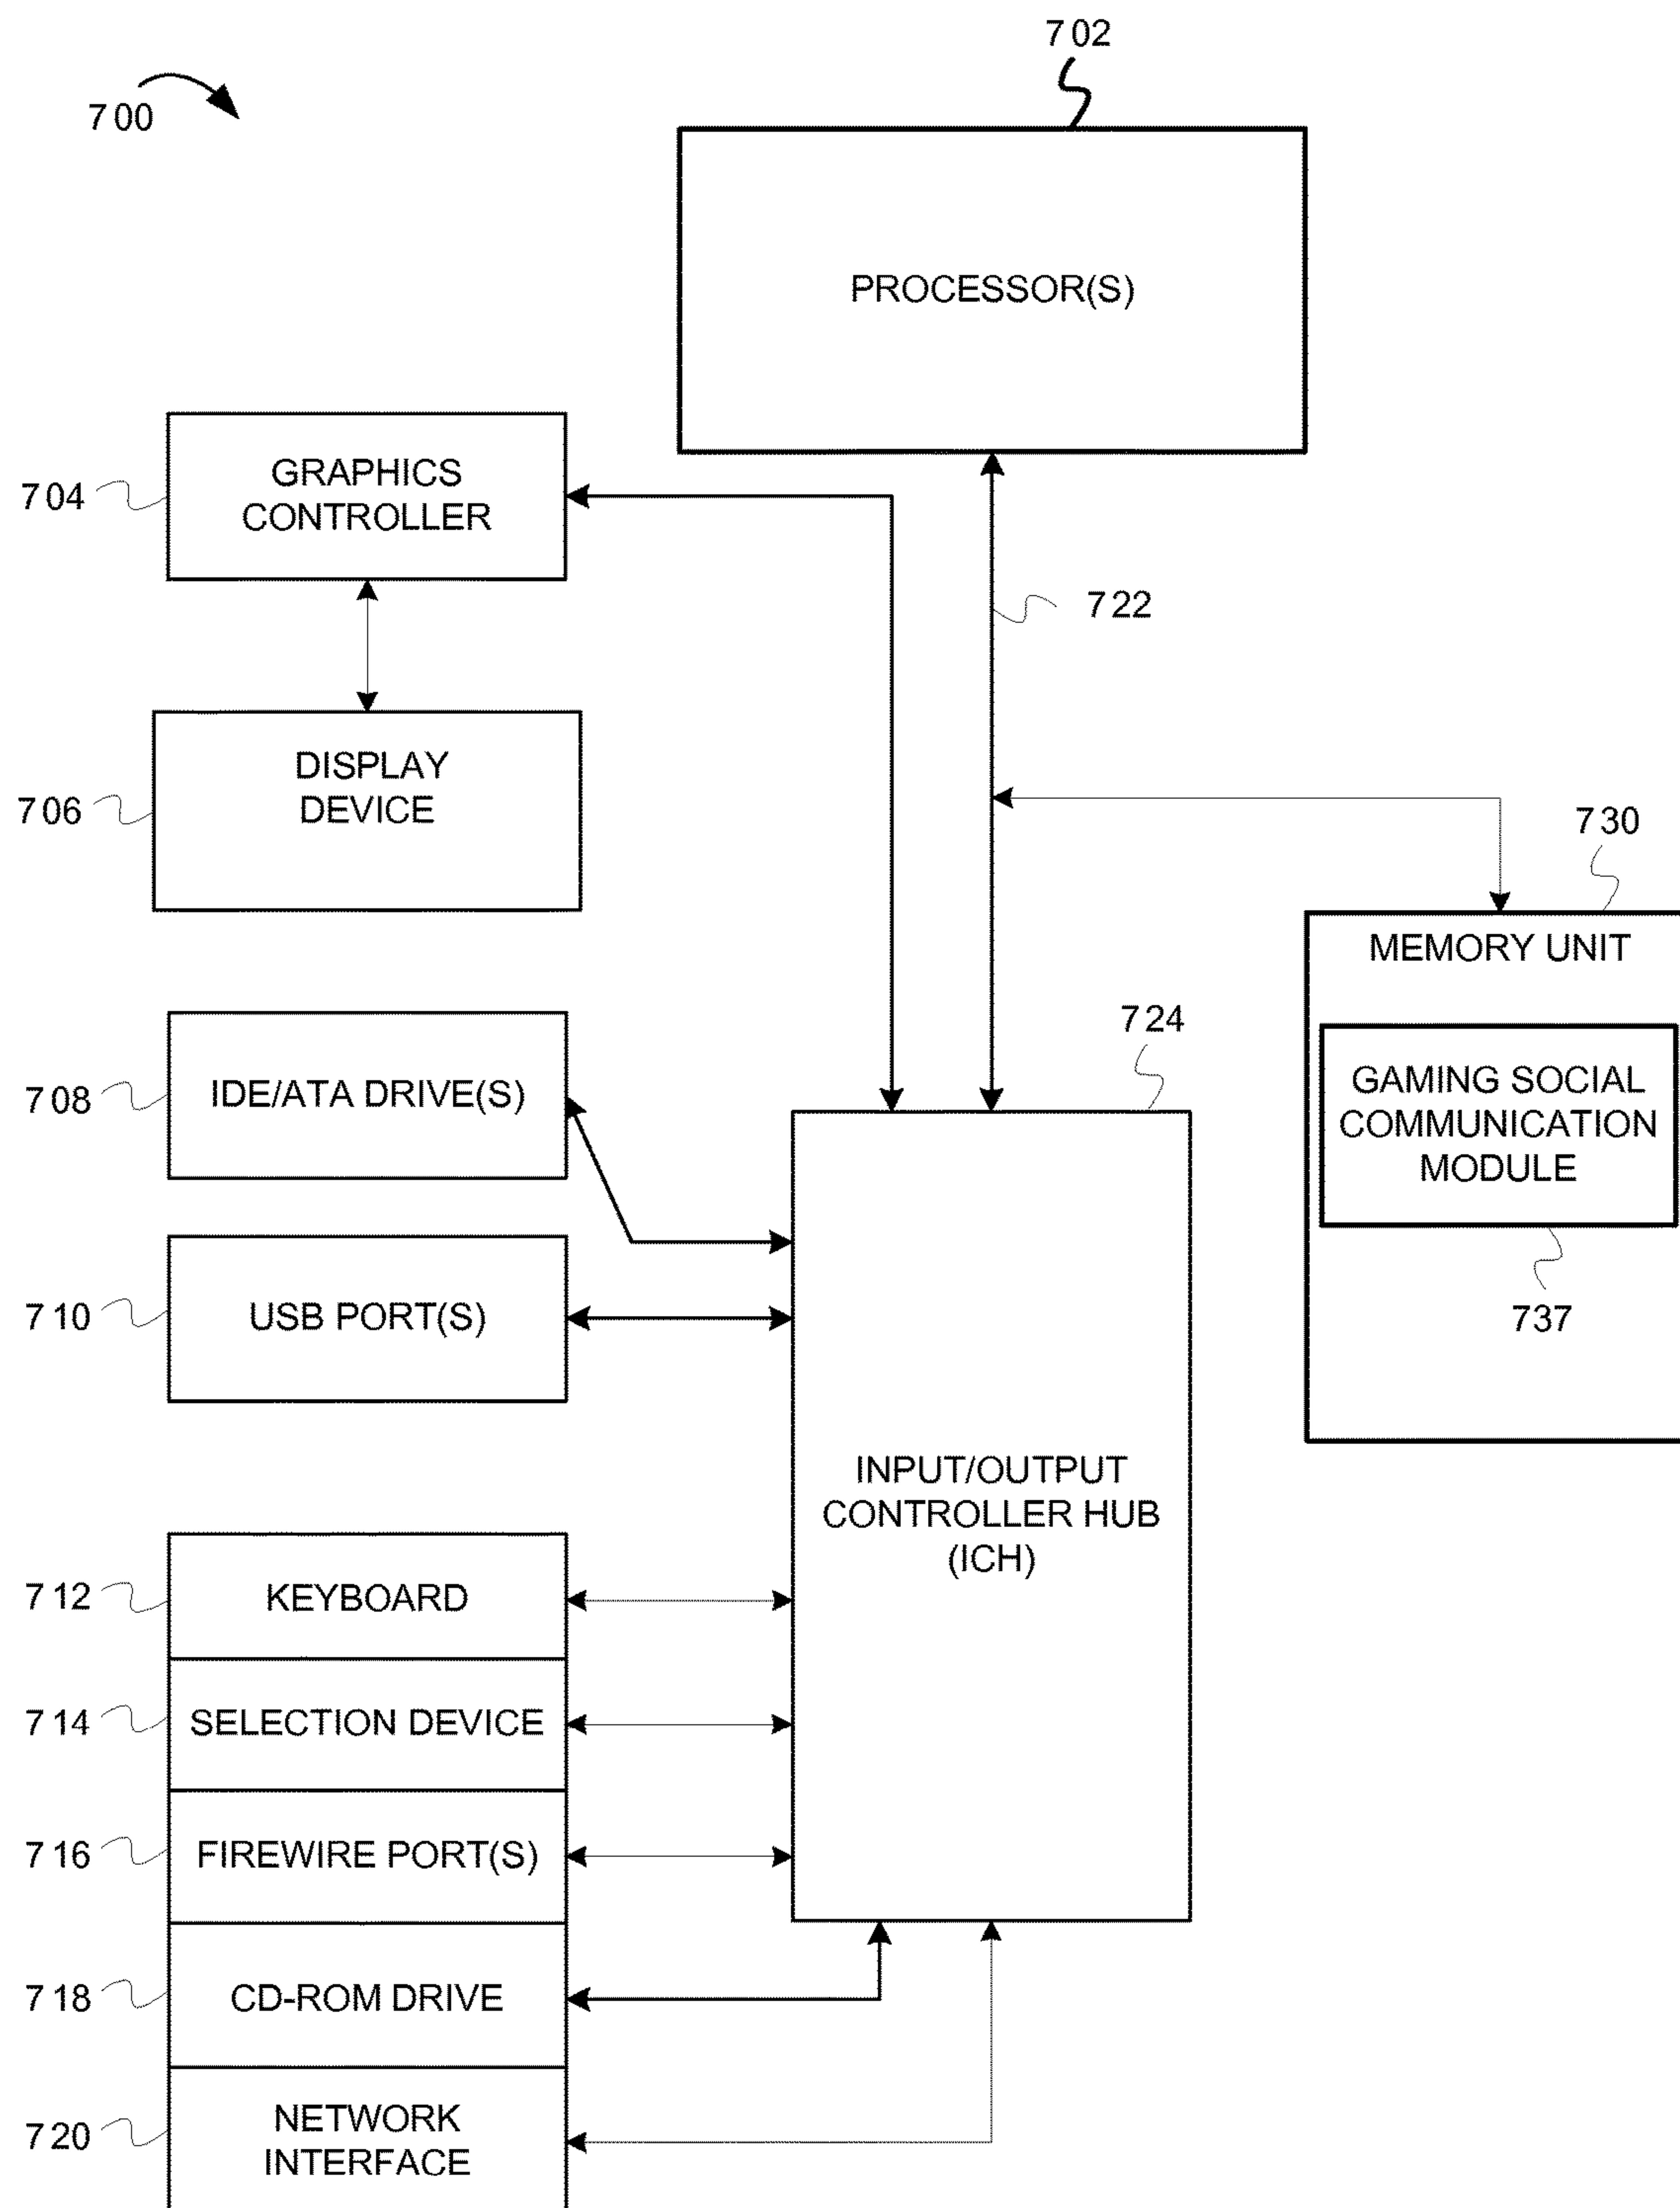 702
700
PROCESSOR(S)
704
GRAPHICS
CONTROLLER
722
706
DISPLAY
DEVICE
730
MEMORY UNIT
724
708
IDE/ATA DRIVE(S)
GAMING SOCIAL
COMMUNICATION
MODULE
737
710
USB PORT(S)
INPUT/OUTPUT
CONTROLLER HUB
(ICH)
712
KEYBOARD
714
SELECTION DEVICE
716
FIREWIRE PORT(S)
718
CD-ROM DRIVE
720
NETWORK
INTERFACE